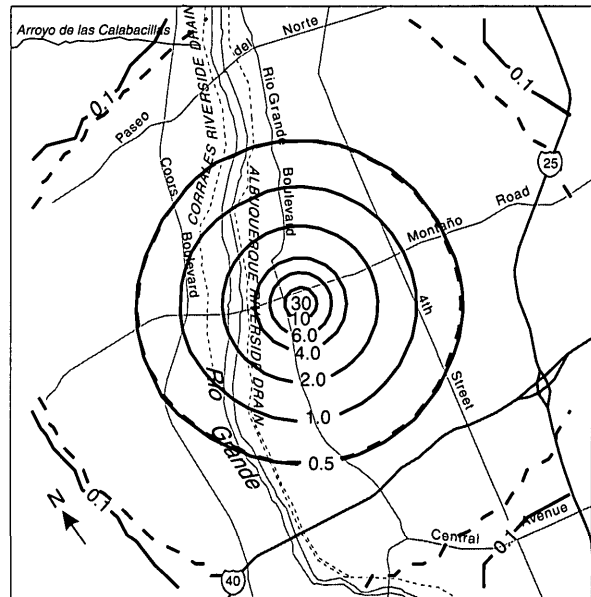 Arroyo de las Calabacillas
Paseo del Norte
CORRALES RIVERSIDE DRAIN
Rio Grande Boulevard
0.1
0.1
25
Coors Boulevard
ALBUQUERQUE RIVERSIDE DRAIN
Montaño Road
4th Street
30
10
6.0
4.0
2.0
1.0
0.5
Rio Grande
N
0.1
0.1
Central Avenue
40